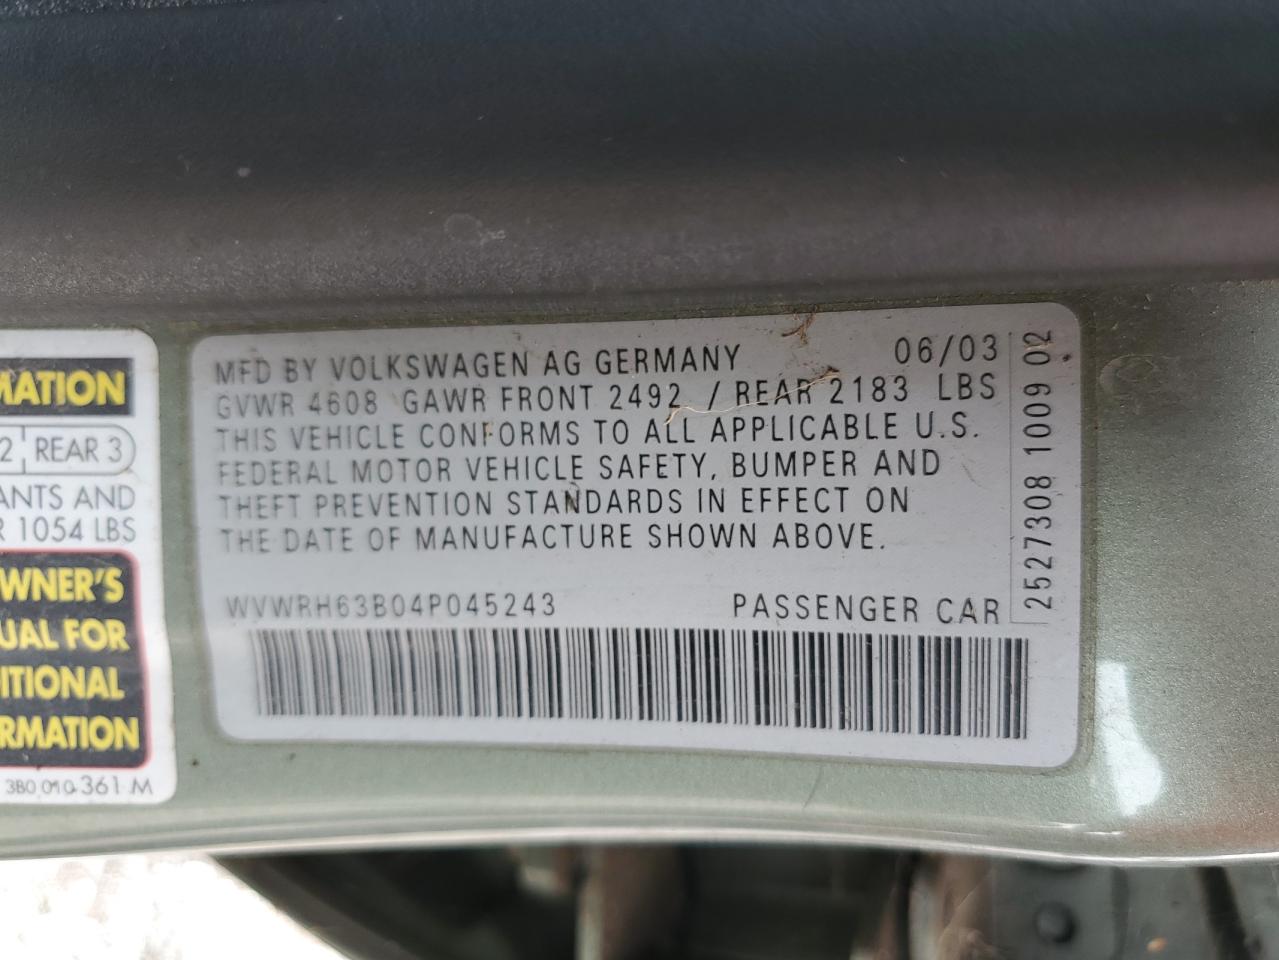 MATION
2 REAR 3
ANTS AND
R 1054 LBS
WNER'S
UAL FOR
ITIONAL
RMATION
3B0 010 361 M
MFD BY VOLKSWAGEN AG GERMANY 06/03
GVWR 4608 GAWR FRONT 2492 / REAR 2183 LBS
THIS VEHICLE CONFORMS TO ALL APPLICABLE U.S.
FEDERAL MOTOR VEHICLE SAFETY, BUMPER AND
THEFT PREVENTION STANDARDS IN EFFECT ON
THE DATE OF MANUFACTURE SHOWN ABOVE.
WVWRH63B04P045243 PASSENGER CAR
2527308 1009 02